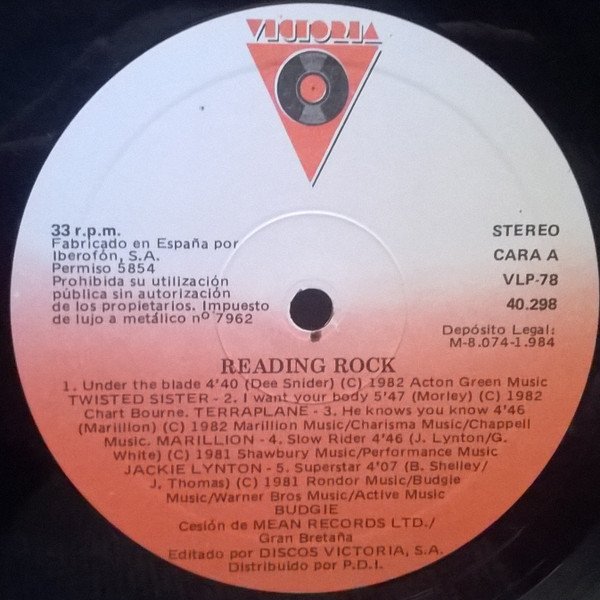 VICTORIA
33 r.p.m.
Fabricado en España por
Iberofón, S.A.
Permiso 5854
Prohibida su utilización
pública sin autorización
de los propietarios. Impuesto
de lujo a metálico nº 7962
STEREO
CARA A
VLP-78
40.298
Depósito Legal:
M-8.074-1.984
READING ROCK
1. Under the blade 4'40 (Dee Snider) (C) 1982 Acton Green Music
TWISTED SISTER - 2. I want your body 5'47 (Morley) (C) 1982
Chart Bourne. TERRAPLANE - 3. He knows you know 4'46
(Marillion) (C) 1982 Marillion Music/Charisma Music/Chappell
Music. MARILLION - 4. Slow Rider 4'46 (J. Lynton/G.
White) (C) 1981 Shawbury Music/Performance Music
JACKIE LYNTON - 5. Superstar 4'07 (B. Shelley/
J. Thomas) (C) 1981 Rondor Music/Budgie
Music/Warner Bros Music/Active Music
BUDGIE
Cesión de MEAN RECORDS LTD./
Gran Bretaña
Editado por DISCOS VICTORIA, S.A.
Distribuido por P.D.I.